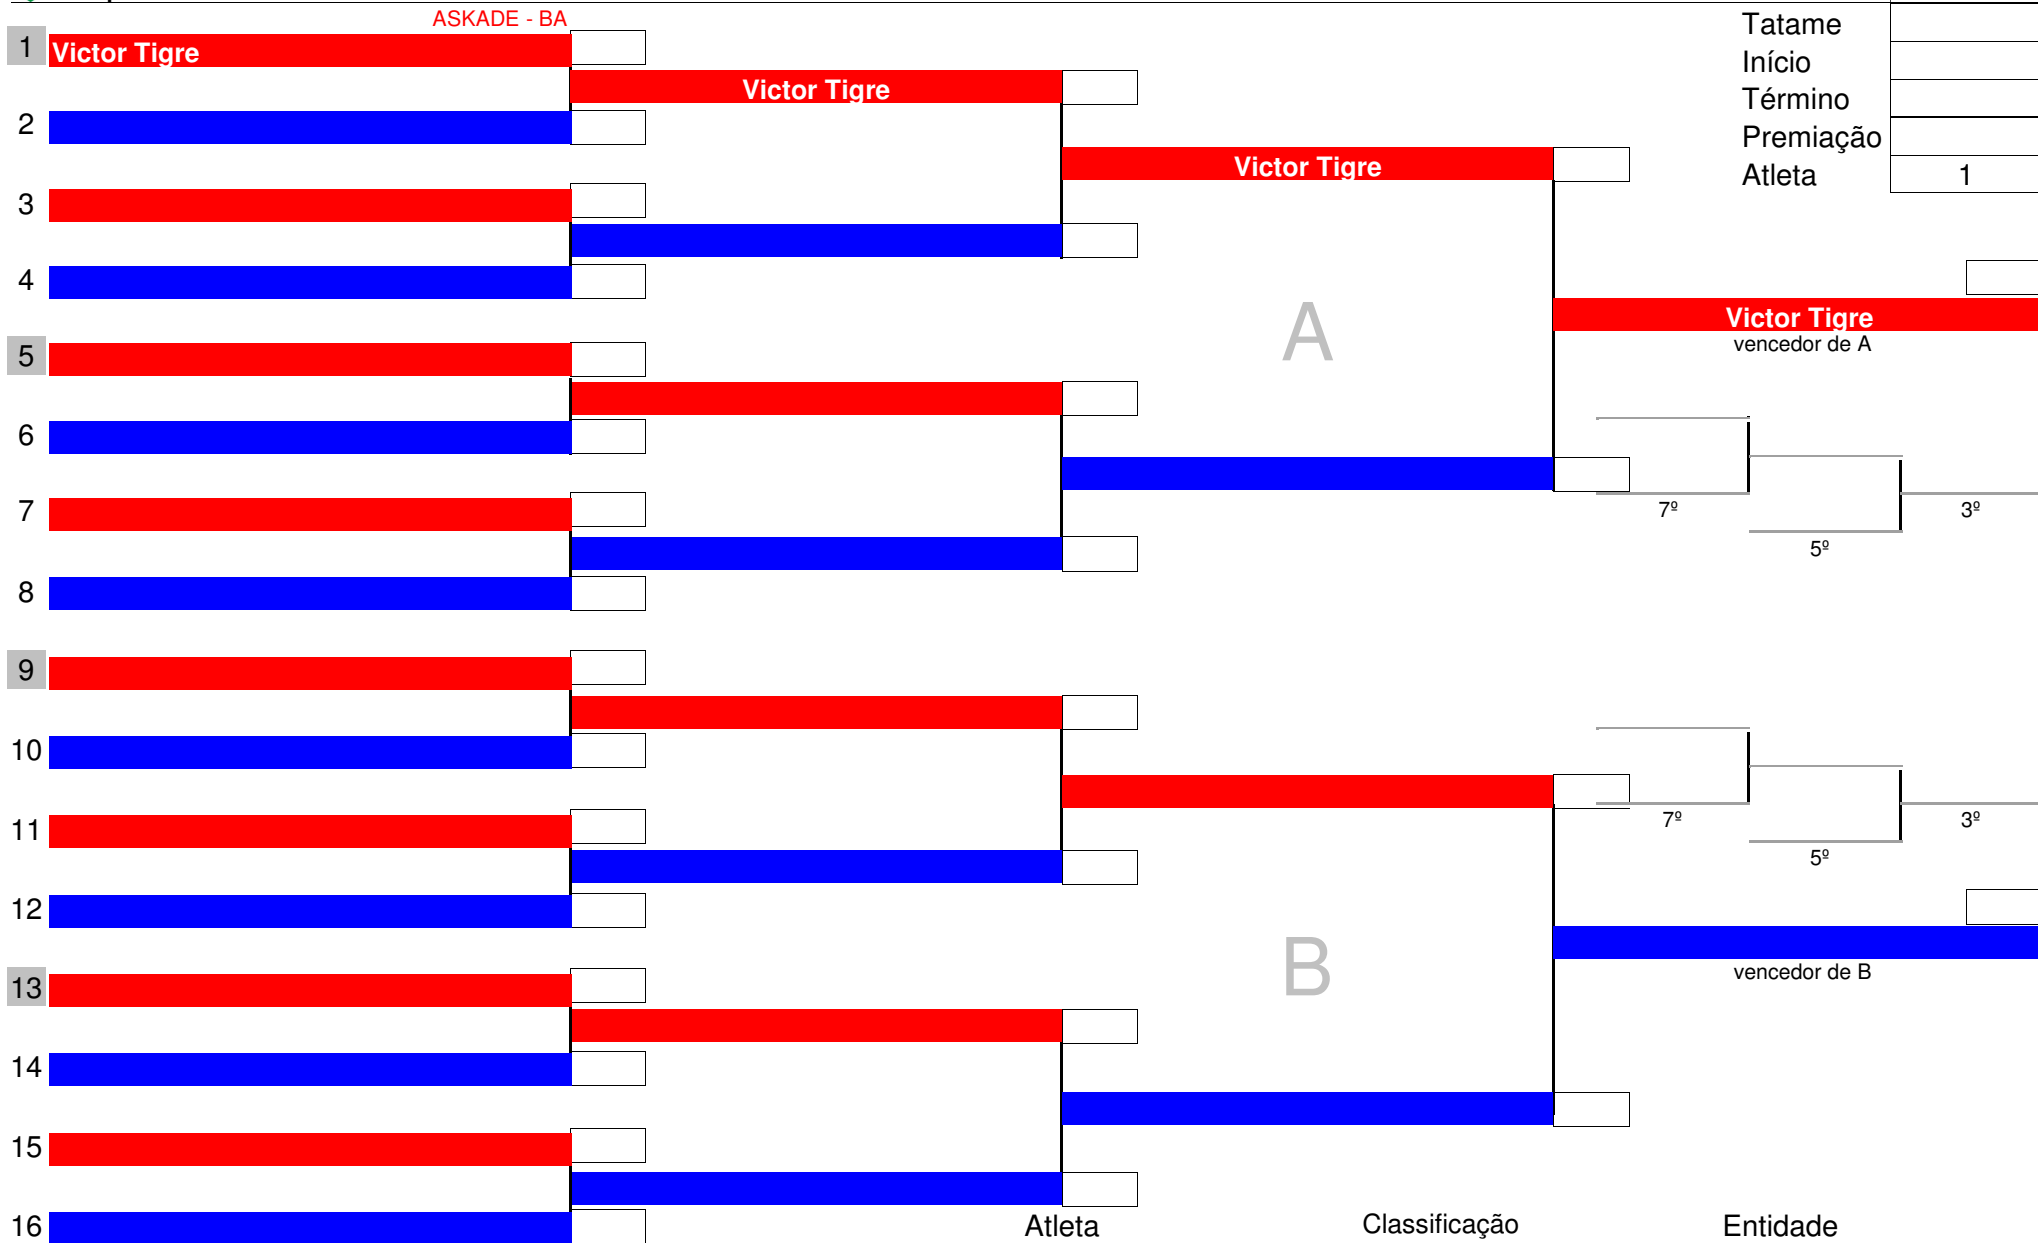 ASKADE - BA
Tatame
1 Victor Tigre
Início
Victor Tigre
Término
2
Premiação
Victor Tigre
Atleta 1
3
4
A
Victor Tigre
vencedor de A
5
6
7
7º 3º
5º
8
9
10
11
7º 3º
5º
12
B
13
vencedor de B
14
15
16
Atleta Classificação Entidade